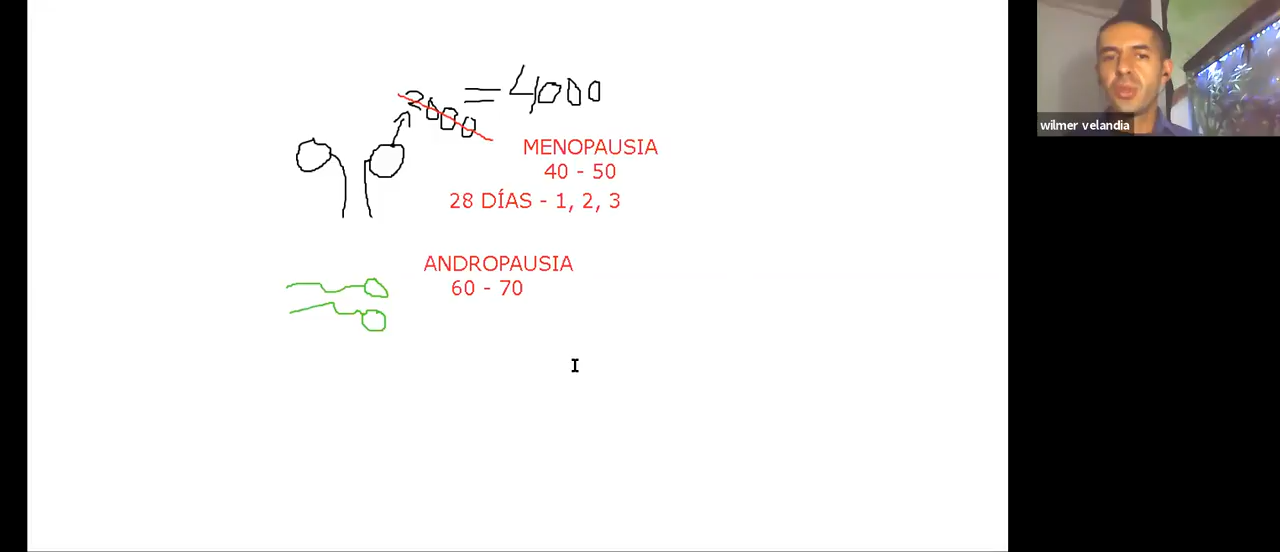 2000 = 4000
MENOPAUSIA
40 - 50
28 DÍAS - 1, 2, 3
ANDROPAUSIA
60 - 70
wilmer velandia